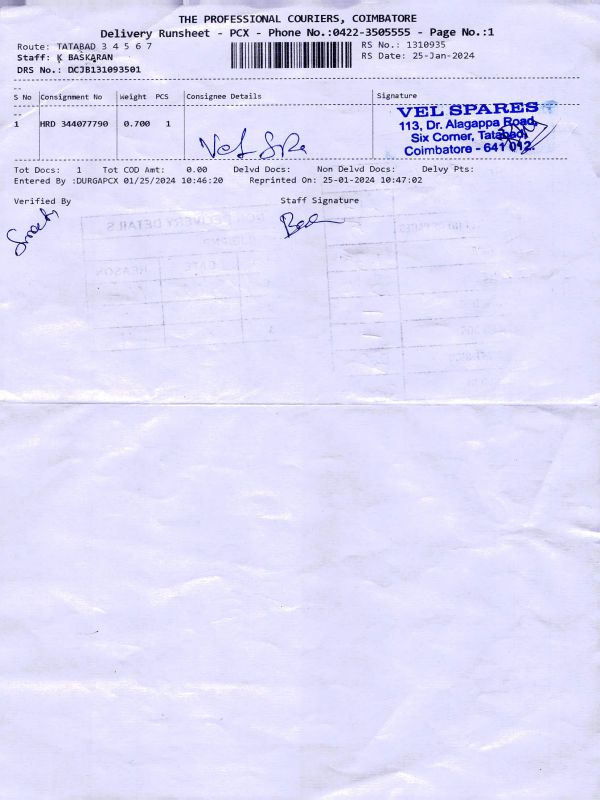 THE PROFESSIONAL COURIERS, COIMBATORE
Delivery Runsheet - PCX - Phone No.:0422-3505555 - Page No.:1
Route: TATABAD 3 4 5 6 7
RS No.: 1310935
Staff: K BASKARAN
RS Date: 25-Jan-2024
DRS No.: DCJB131093501
S No Consignment No Weight PCS Consignee Details Signature
1 HRD 344077790 0.700 1
VEL SPARES
113, Dr. Alagappa Road,
Six Corner, Tatabad,
Coimbatore - 641 012.
Vel Spa
Tot Docs: 1 Tot COD Amt: 0.00 Delvd Docs: Non Delvd Docs: Delvy Pts:
Entered By :DURGAPCX 01/25/2024 10:46:20 Reprinted On: 25-01-2024 10:47:02
Verified By Staff Signature